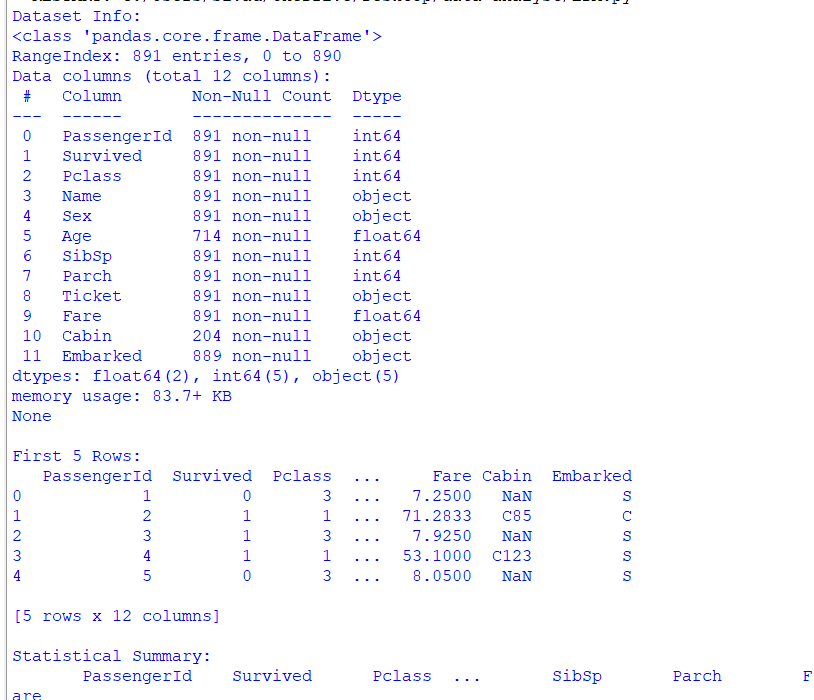 Dataset Info:
<class 'pandas.core.frame.DataFrame'>
RangeIndex: 891 entries, 0 to 890
Data columns (total 12 columns):
 #   Column       Non-Null Count  Dtype
---  ------       --------------  -----
 0   PassengerId  891 non-null    int64
 1   Survived     891 non-null    int64
 2   Pclass       891 non-null    int64
 3   Name         891 non-null    object
 4   Sex          891 non-null    object
 5   Age          714 non-null    float64
 6   SibSp        891 non-null    int64
 7   Parch        891 non-null    int64
 8   Ticket       891 non-null    object
 9   Fare         891 non-null    float64
 10  Cabin        204 non-null    object
 11  Embarked     889 non-null    object
dtypes: float64(2), int64(5), object(5)
memory usage: 83.7+ KB
None
First 5 Rows:
   PassengerId  Survived  Pclass  ...     Fare Cabin  Embarked
0            1         0       3  ...   7.2500   NaN         S
1            2         1       1  ...  71.2833   C85         C
2            3         1       3  ...   7.9250   NaN         S
3            4         1       1  ...  53.1000  C123         S
4            5         0       3  ...   8.0500   NaN         S
[5 rows x 12 columns]
Statistical Summary:
       PassengerId    Survived      Pclass  ...       SibSp       Parch        F
are